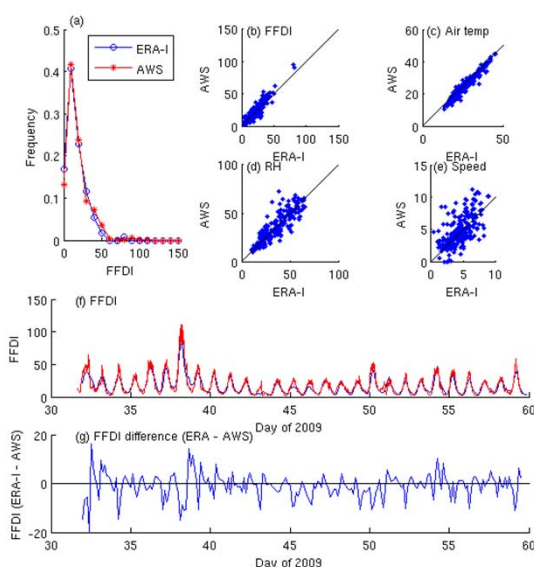 (a)
ERA-I
AWS
Frequency
0.5
0.4
0.3
0.2
0.1
0
0 50 100 150
FFDI
(b) FFDI
AWS
150
100
50
0
0 50 100 150
ERA-I
(c) Air temp
AWS
50
40
20
0
0 50
ERA-I
(d) RH
AWS
100
50
0
0 100
ERA-I
(e) Speed
AWS
15
10
5
0
0 5 10
ERA-I
(f) FFDI
FFDI
150
100
50
0
30 35 40 45 50 55 60
Day of 2009
(g) FFDI difference (ERA - AWS)
FFDI (ERA-I - AWS)
20
0
-20
30 35 40 45 50 55 60
Day of 2009